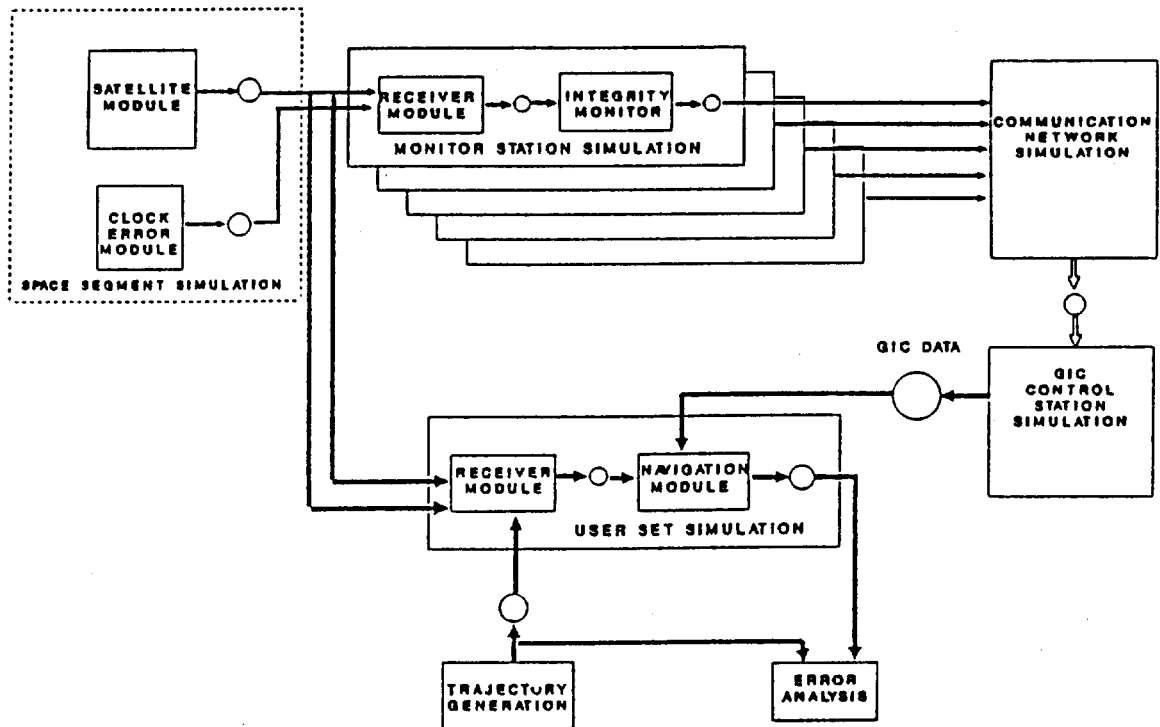 SATELLITE
MODULE
CLOCK
ERROR
MODULE
SPACE SEGMENT SIMULATION
RECEIVER
MODULE
INTEGRITY
MONITOR
MONITOR STATION SIMULATION
COMMUNICATION
NETWORK
SIMULATION
GIC DATA
GIC
CONTROL
STATION
SIMULATION
RECEIVER
MODULE
NAVIGATION
MODULE
USER SET SIMULATION
TRAJECTORY
GENERATION
ERROR
ANALYSIS